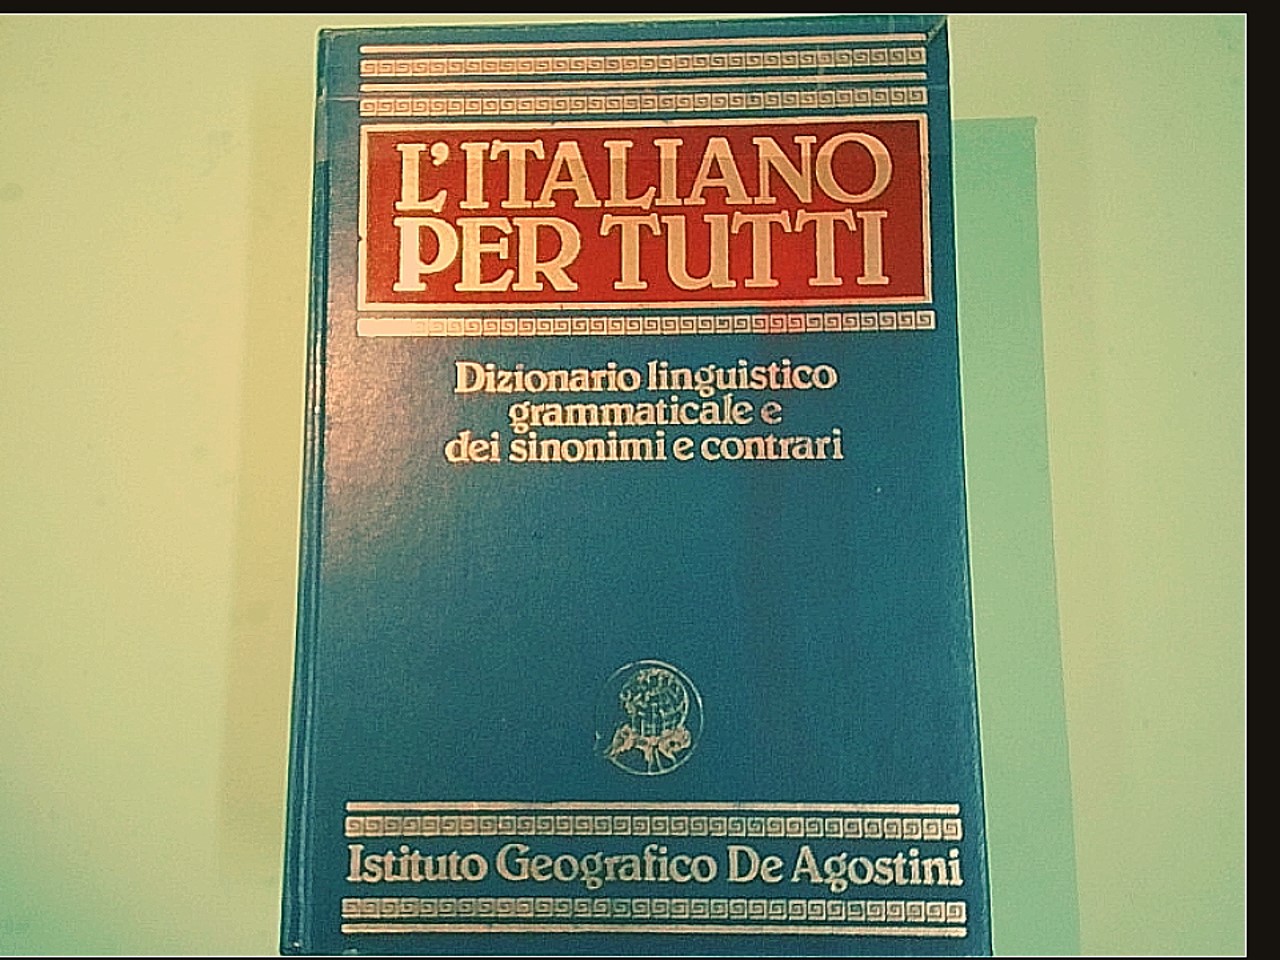 L'ITALIANO
PER TUTTI
Dizionario linguistico
grammaticale e
dei sinonimi e contrari
Istituto Geografico De Agostini